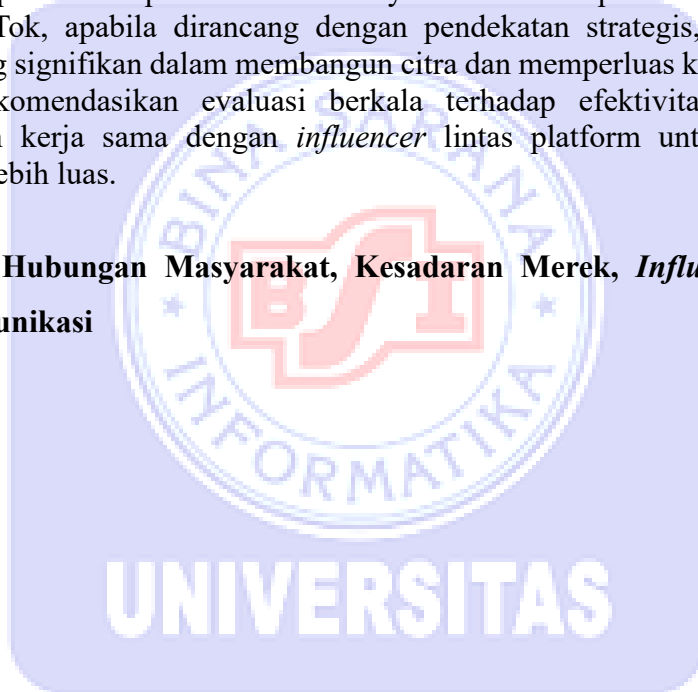 Tok, apabila dirancang dengan pendekatan strategis,
signifikan dalam membangun citra dan memperluas k
komendasikan evaluasi berkala terhadap efektivita
kerja sama dengan influencer lintas platform unt
ebih luas.
BINA SARANA
Hubungan Masyarakat, Kesadaran Merek, Influ
unikasi
BSI
INFORMATIKA
UNIVERSITAS